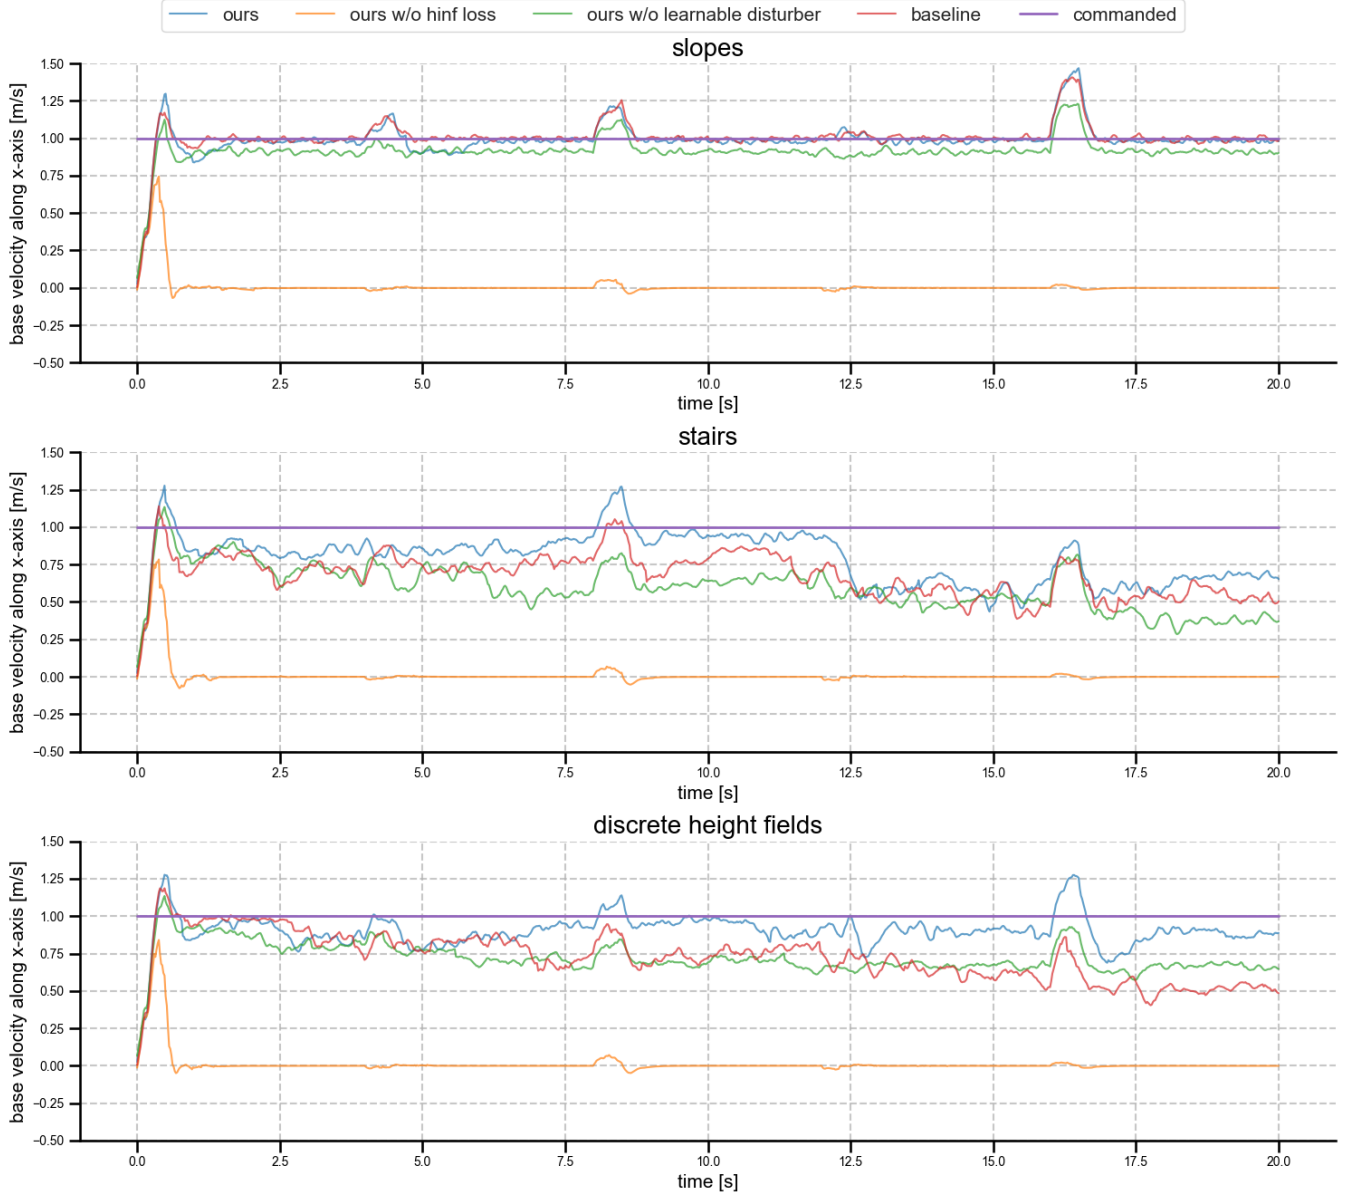 ours ours w/o hinf loss ours w/o learnable disturber baseline commanded
slopes
base velocity along x-axis [m/s]
1.50
1.25
1.00
0.75
0.50
0.25
0.00
−0.25
−0.50
0.0 2.5 5.0 7.5 10.0 12.5 15.0 17.5 20.0
time [s]
stairs
base velocity along x-axis [m/s]
1.50
1.25
1.00
0.75
0.50
0.25
0.00
−0.25
−0.50
0.0 2.5 5.0 7.5 10.0 12.5 15.0 17.5 20.0
time [s]
discrete height fields
base velocity along x-axis [m/s]
1.50
1.25
1.00
0.75
0.50
0.25
0.00
−0.25
−0.50
0.0 2.5 5.0 7.5 10.0 12.5 15.0 17.5 20.0
time [s]